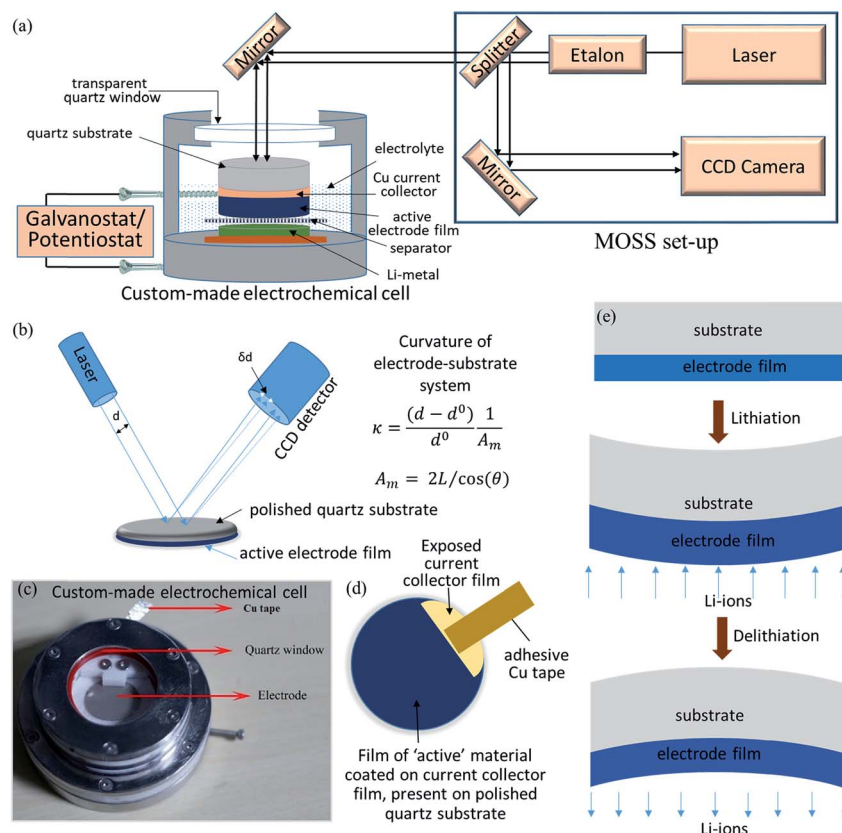 (a)
Mirror
Splitter
Etalon
Laser
transparent
quartz window
quartz substrate
electrolyte
Cu current
collector
Mirror
CCD Camera
Galvanostat/
Potentiostat
active
electrode film
separator
Li-metal
MOSS set-up
Custom-made electrochemical cell
(b)
Laser
d
δd
CCD detector
Curvature of
electrode-substrate
system
κ = (d − d⁰)/d⁰ 1/Aₘ
Aₘ = 2L/cos(θ)
polished quartz substrate
active electrode film
(c)
Custom-made electrochemical cell
Cu tape
Quartz window
Electrode
(d)
Exposed
current
collector film
adhesive
Cu tape
Film of ‘active’ material
coated on current collector
film, present on polished
quartz substrate
(e)
substrate
electrode film
Lithiation
substrate
electrode film
Li-ions
Delithiation
substrate
electrode film
Li-ions